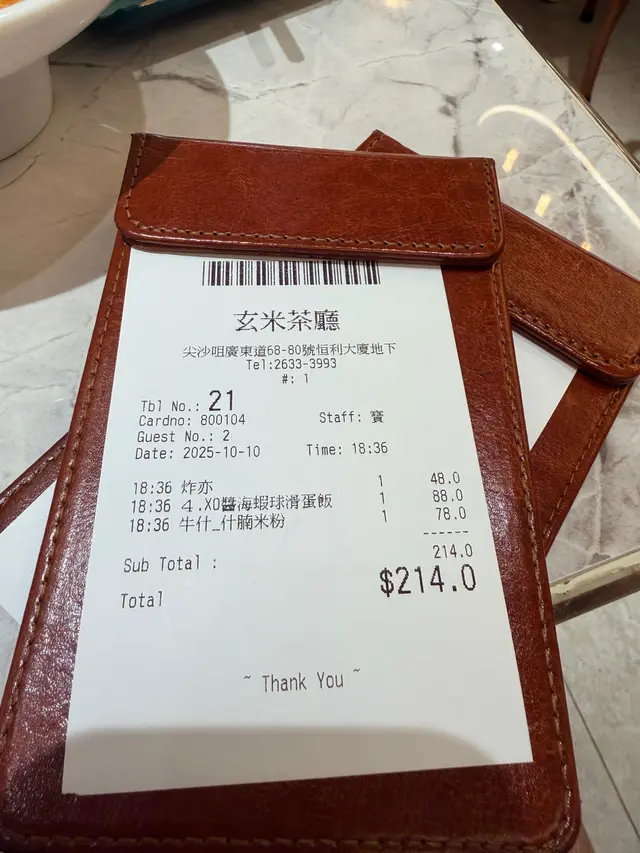 玄米茶廳
尖沙咀廣東道68-80號恒利大廈地下
Tel:2633-3993
#: 1
Tbl No.: 21
Cardno: 800104 Staff: 寶
Guest No.: 2
Date: 2025-10-10 Time: 18:36
18:36 炸亦 1 48.0
18:36 4.XO醬海蝦球滑蛋飯 1 88.0
18:36 牛什_什腩米粉 1 78.0
------
Sub Total : 214.0
Total $214.0
~ Thank You ~